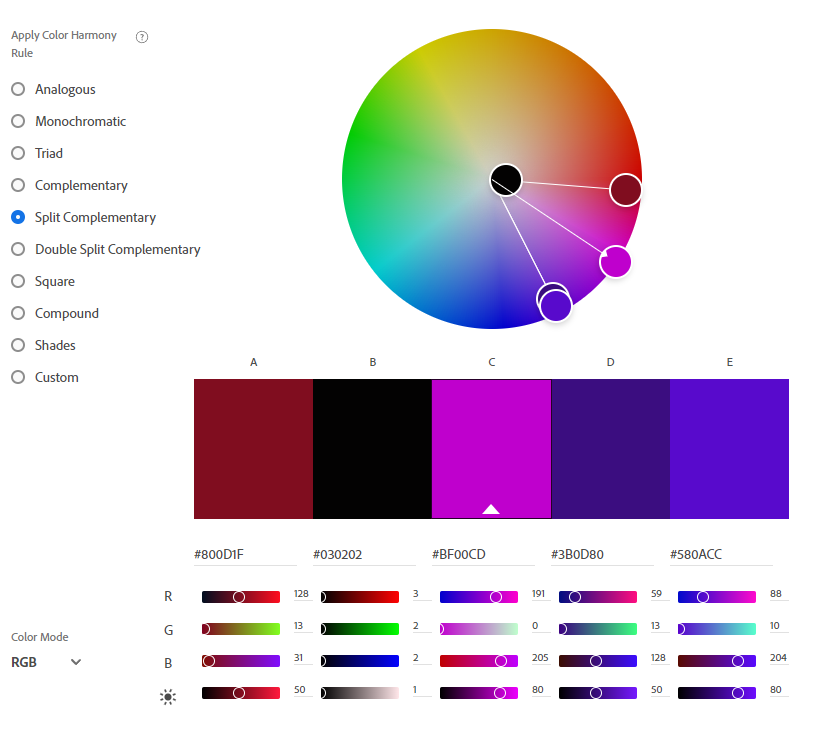 Apply Color Harmony
Rule
?
Analogous
Monochromatic
Triad
Complementary
Split Complementary
Double Split Complementary
Square
Compound
Shades
Custom
A B C D E
#800D1F #030202 #BF00CD #3B0D80 #580ACC
R 128 3 191 59 88
G 13 2 0 13 10
Color Mode
RGB
B 31 2 205 128 204
50 1 80 50 80